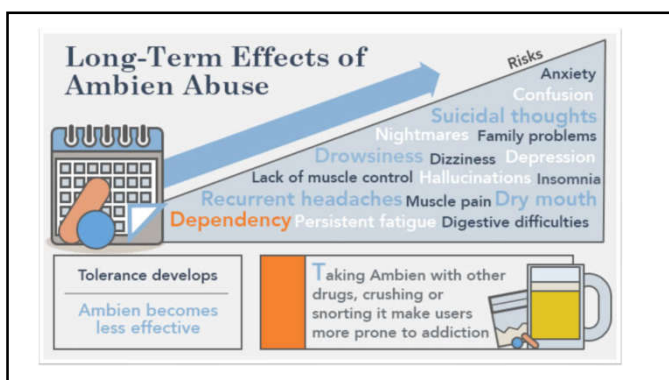 Long-Term Effects of
Ambien Abuse
Risks
Anxiety
Confusion
Suicidal thoughts
Nightmares Family problems
Drowsiness Dizziness Depression
Lack of muscle control Hallucinations Insomnia
Recurrent headaches Muscle pain Dry mouth
Dependency Persistent fatigue Digestive difficulties
Tolerance develops
Ambien becomes
less effective
Taking Ambien with other
drugs, crushing or
snorting it make users
more prone to addiction